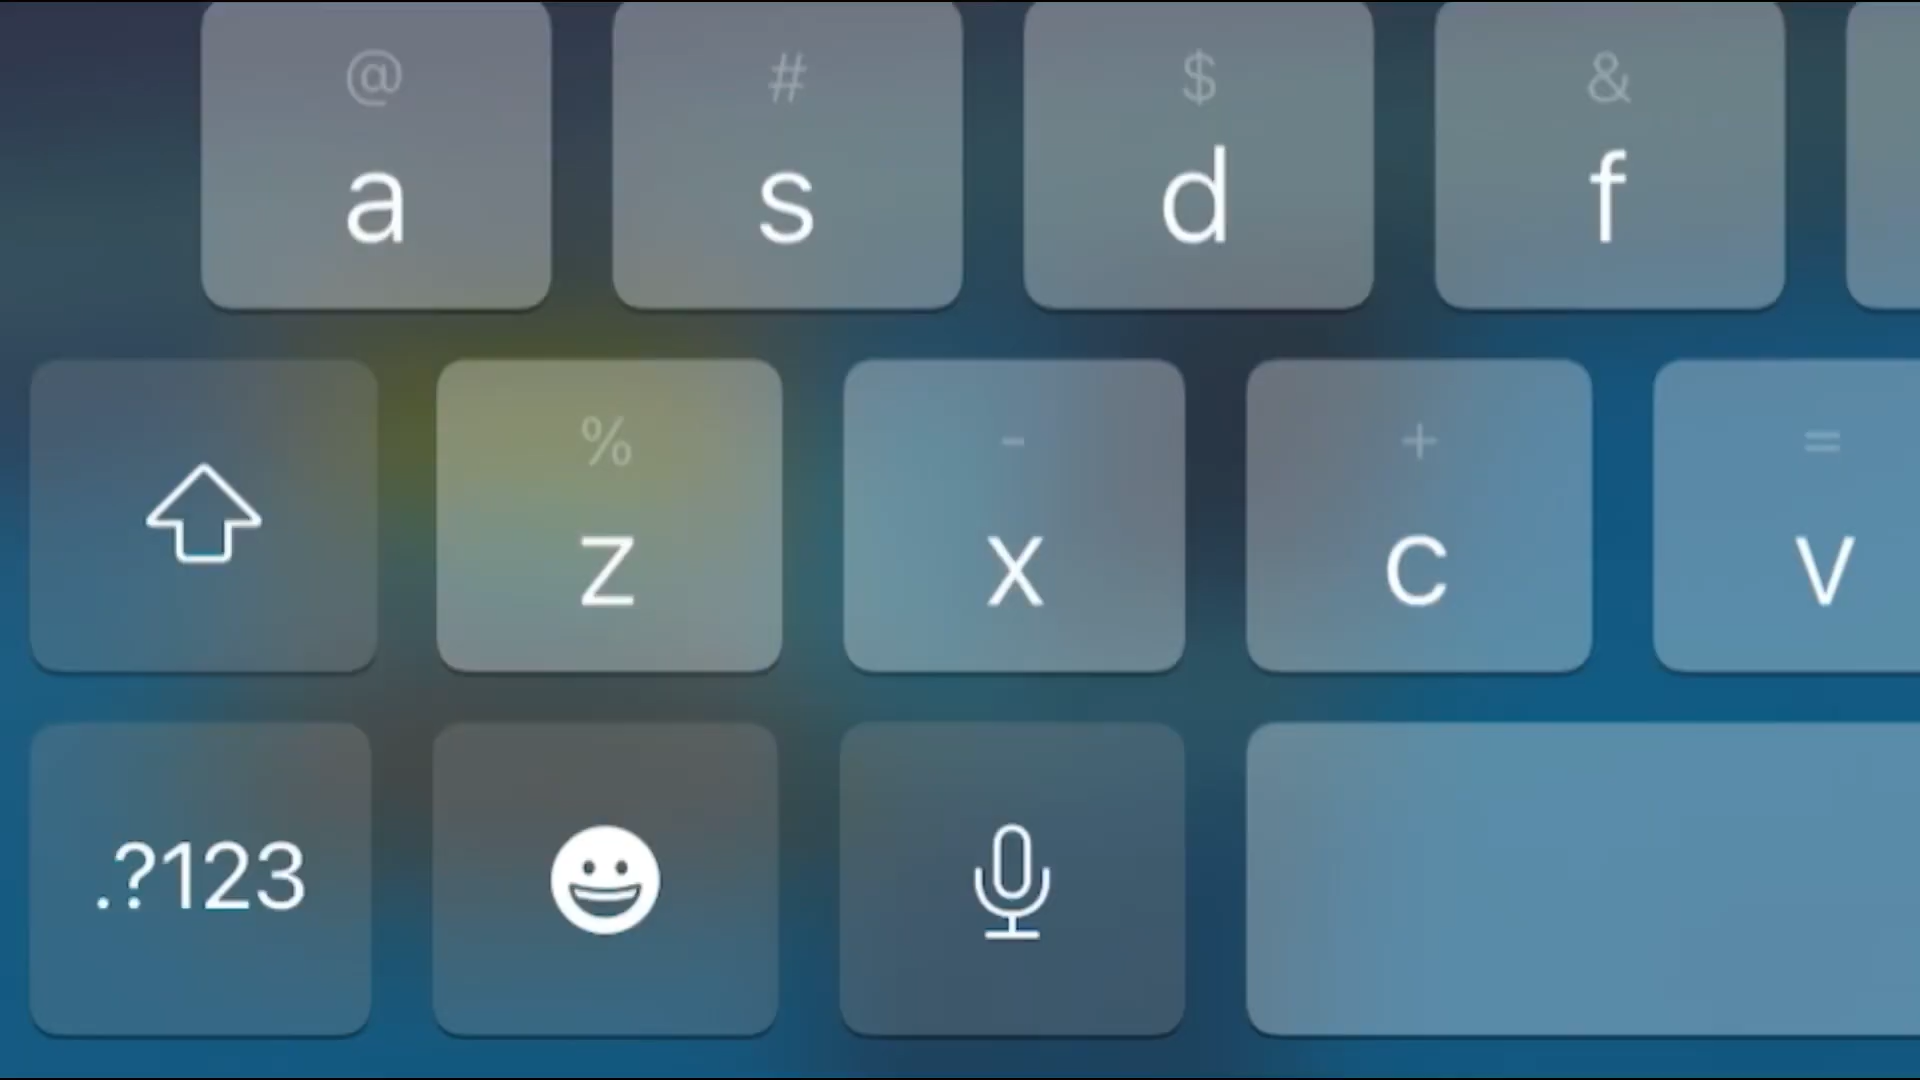 @ # $ &
a s d f
% - + =
z x c v
.?123